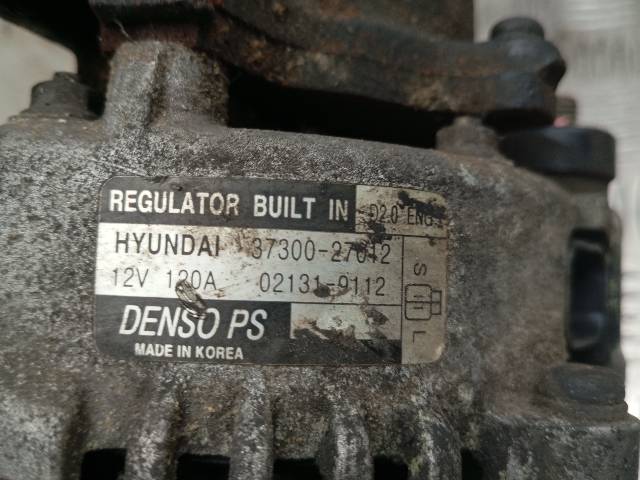 REGULATOR BUILT IN D2.0 ENG
HYUNDAI 37300-27012
12V 120A 02131-9112
S
L
DENSO PS
MADE IN KOREA